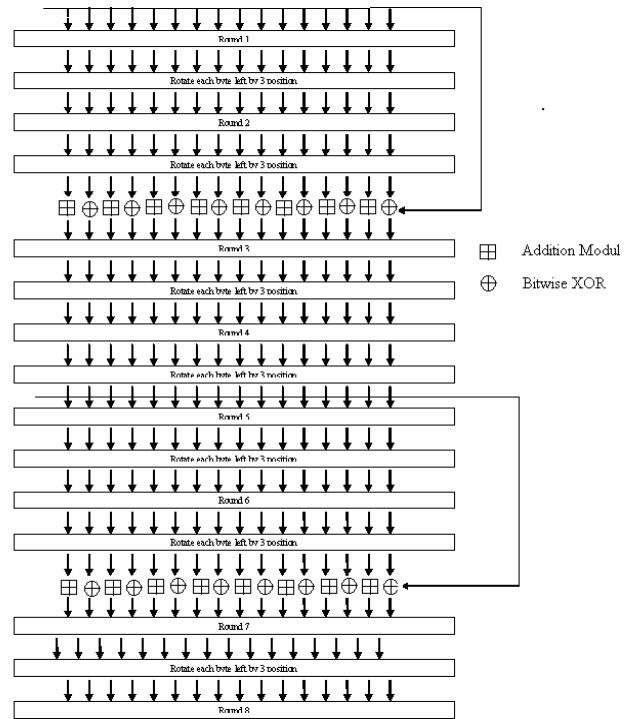 Round 1
Rotate each byte left by 3 position
Round 2
Rotate each byte left by 3 position
Round 3
Addition Modul
Rotate each byte left by 3 position
Bitwise XOR
Round 4
Rotate each byte left by 3 position
Round 5
Rotate each byte left by 3 position
Round 6
Rotate each byte left by 3 position
Round 7
Rotate each byte left by 3 position
Round 8